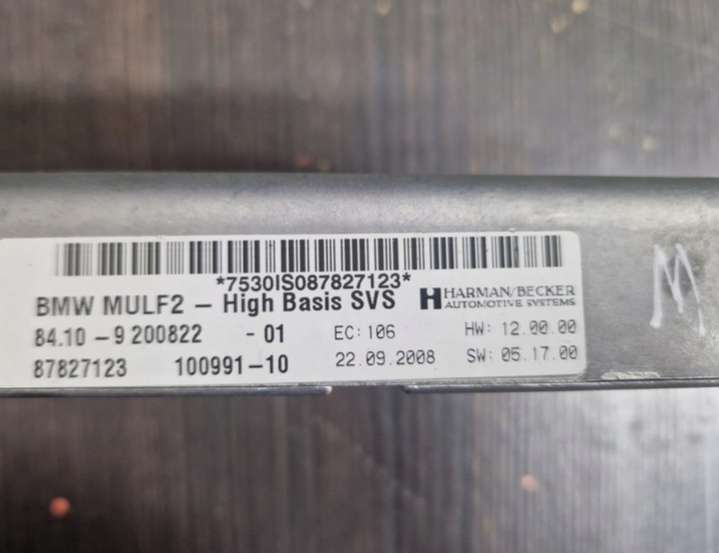 *7530IS087827123*
BMW MULF2 – High Basis SVS
HARMAN/BECKER
AUTOMOTIVE SYSTEMS
84.10 – 9 200822 - 01 EC: 106 HW: 12.00.00
87827123 100991–10 22.09.2008 SW: 05.17.00
M